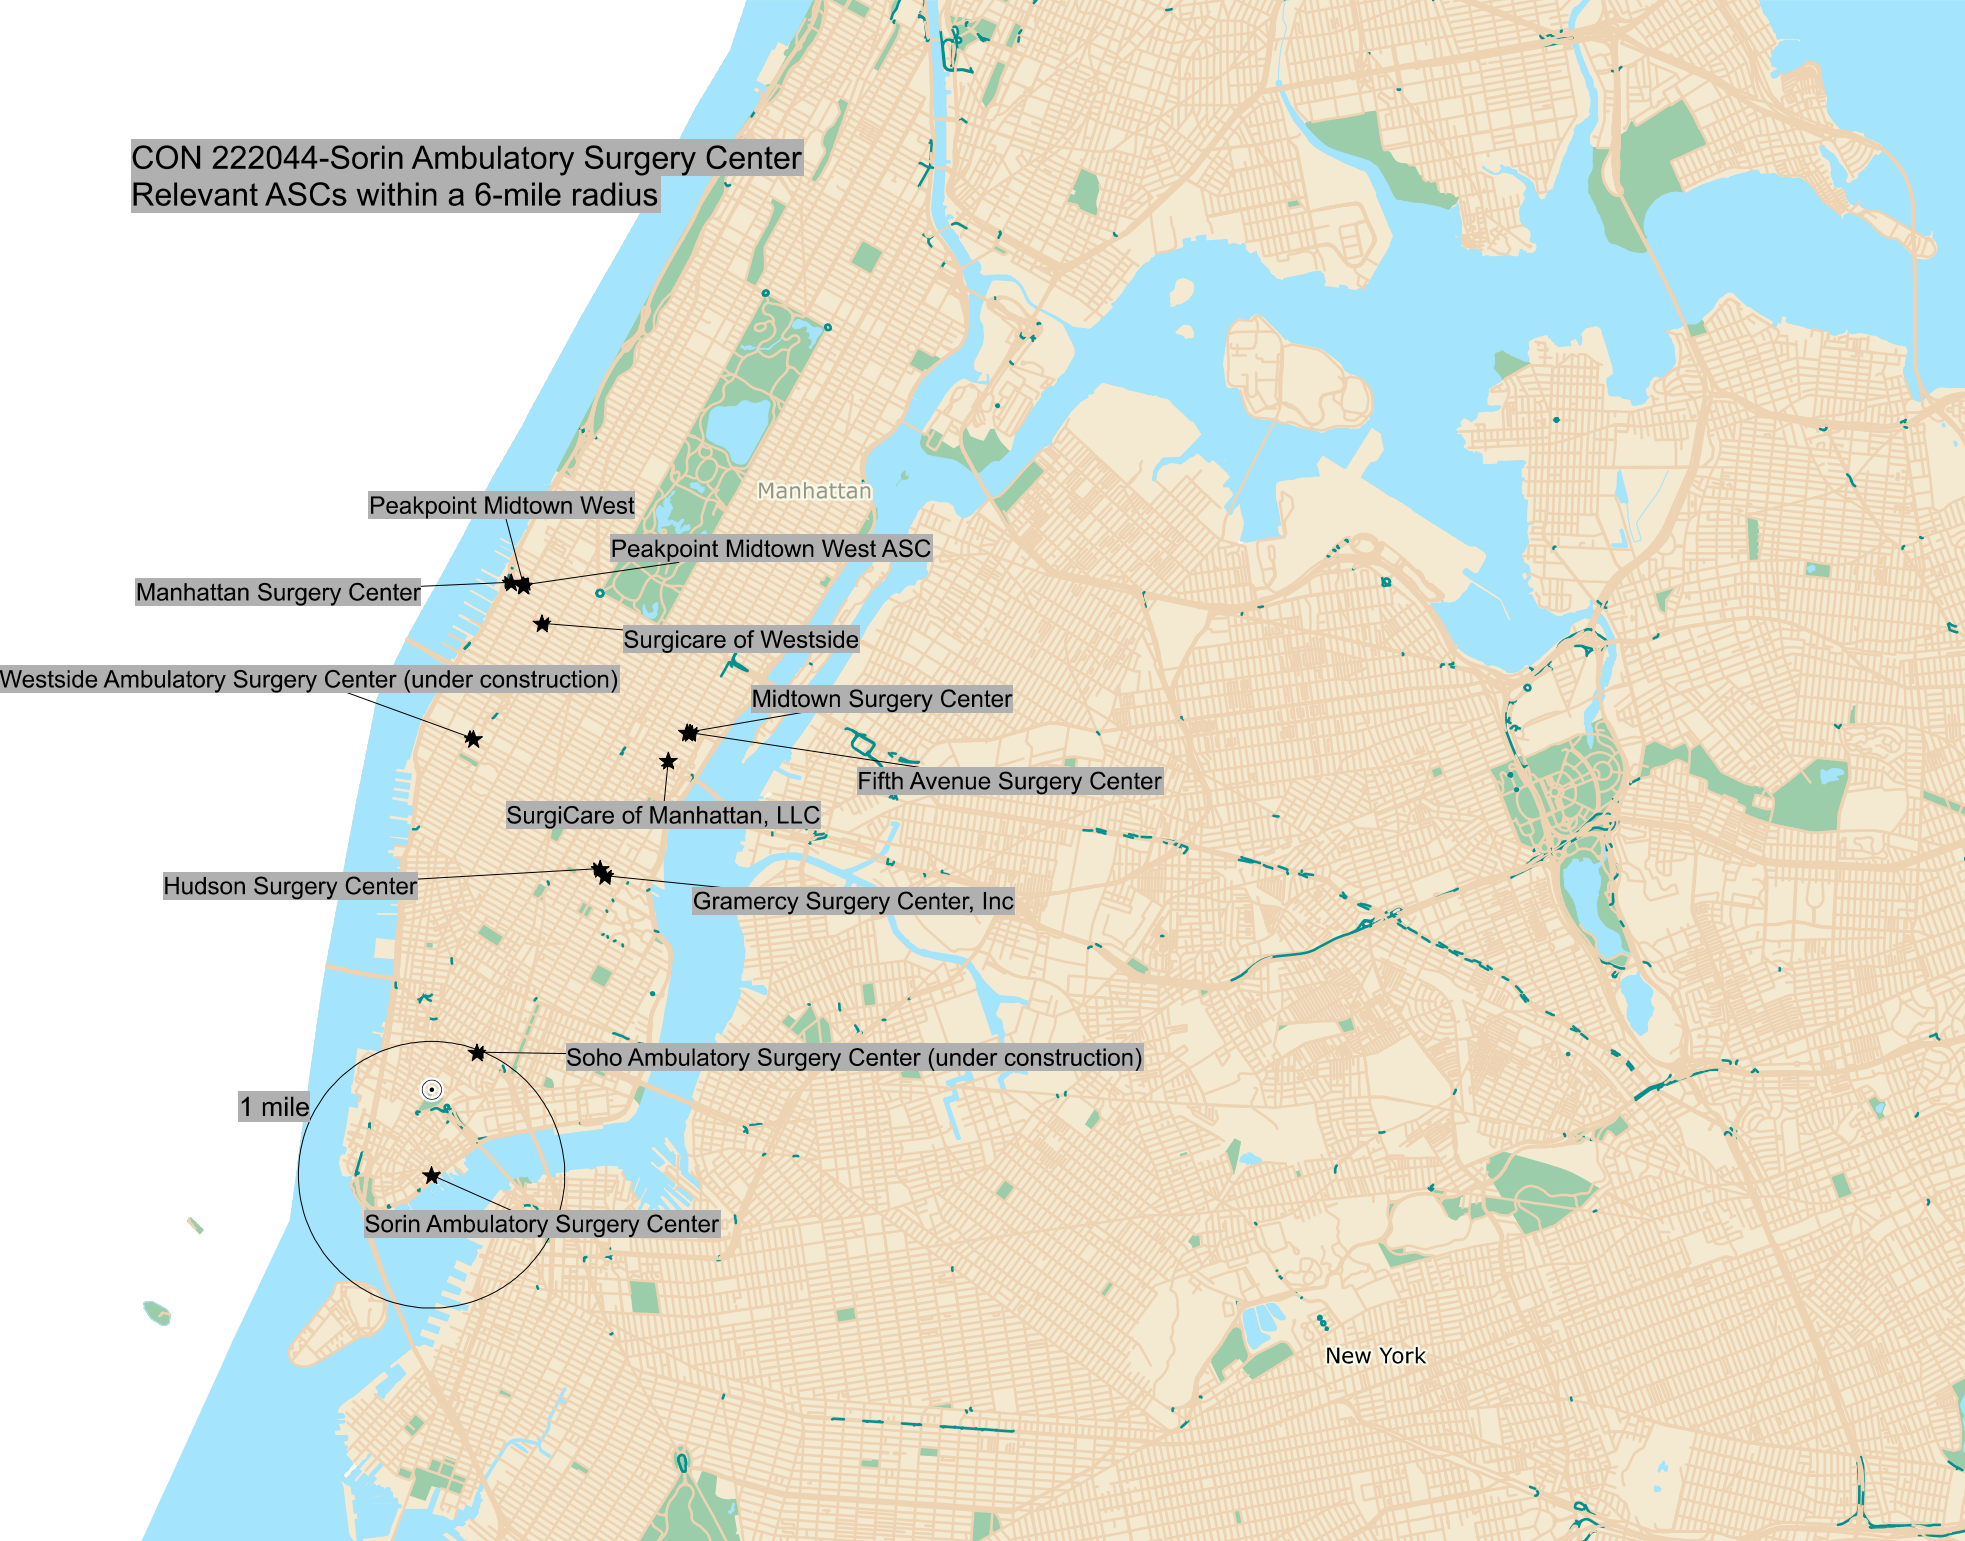 CON 222044-Sorin Ambulatory Surgery Center
Relevant ASCs within a 6-mile radius
Manhattan
Peakpoint Midtown West
Peakpoint Midtown West ASC
Manhattan Surgery Center
Surgicare of Westside
Westside Ambulatory Surgery Center (under construction)
Midtown Surgery Center
Fifth Avenue Surgery Center
SurgiCare of Manhattan, LLC
Hudson Surgery Center
Gramercy Surgery Center, Inc
Soho Ambulatory Surgery Center (under construction)
1 mile
Sorin Ambulatory Surgery Center
New York